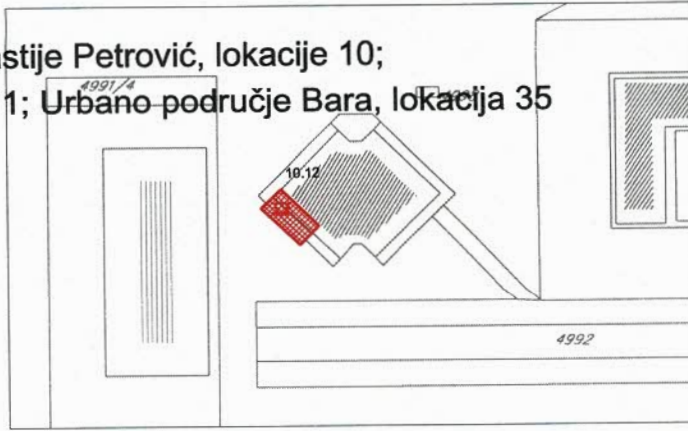 stije Petrović, lokacije 10;
4991/4
1; Urbano područje Bara, lokacija 35
10.12
4992